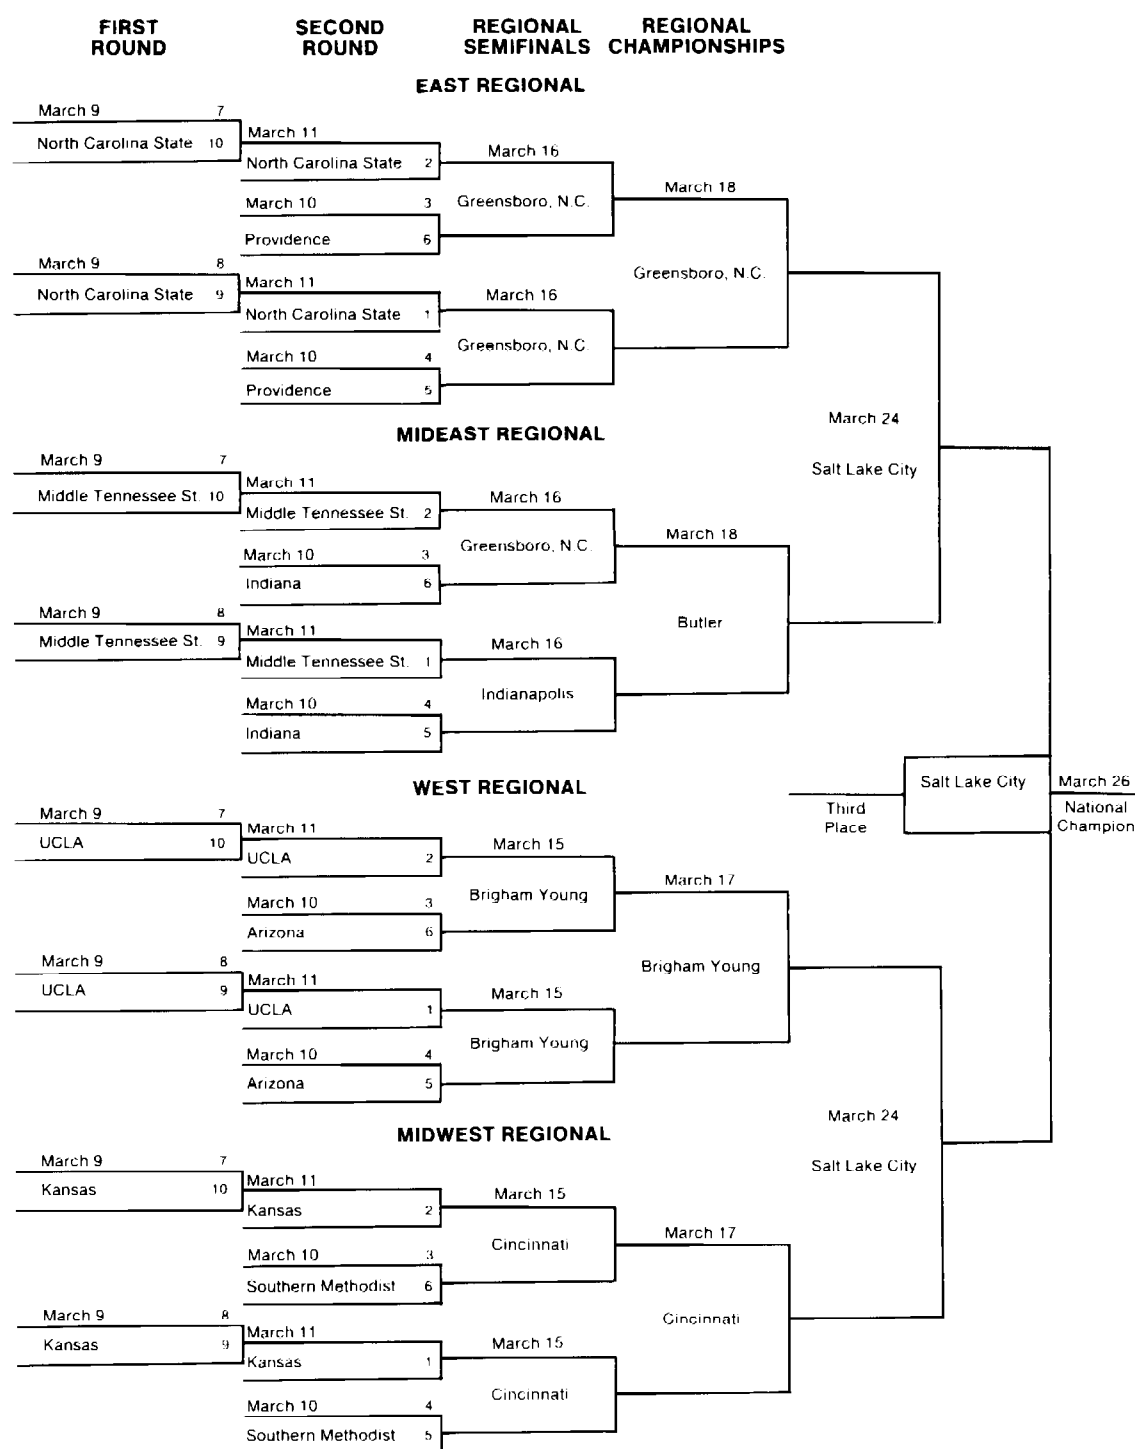 FIRST ROUND
SECOND ROUND
REGIONAL SEMIFINALS
REGIONAL CHAMPIONSHIPS
EAST REGIONAL
March 9 7
North Carolina State 10
March 11
North Carolina State 2
March 16
Greensboro, N.C.
March 18
March 10 3
Providence 6
March 9 8
North Carolina State 9
Greensboro, N.C.
March 11
North Carolina State 1
March 16
Greensboro, N.C.
March 10 4
Providence 5
March 24
Salt Lake City
MIDEAST REGIONAL
March 9 7
Middle Tennessee St. 10
March 11
Middle Tennessee St. 2
March 16
Greensboro, N.C.
March 18
March 10 3
Indiana 6
March 9 8
Middle Tennessee St. 9
Butler
March 11
Middle Tennessee St. 1
March 16
Indianapolis
March 10 4
Indiana 5
Salt Lake City
March 26
National Champion
Third Place
WEST REGIONAL
March 9 7
UCLA 10
March 11
UCLA 2
March 15
Brigham Young
March 17
March 10 3
Arizona 6
March 9 8
UCLA 9
Brigham Young
March 11
UCLA 1
March 15
Brigham Young
March 10 4
Arizona 5
March 24
Salt Lake City
MIDWEST REGIONAL
March 9 7
Kansas 10
March 11
Kansas 2
March 15
Cincinnati
March 17
March 10 3
Southern Methodist 6
March 9 8
Kansas 9
Cincinnati
March 11
Kansas 1
March 15
Cincinnati
March 10 4
Southern Methodist 5